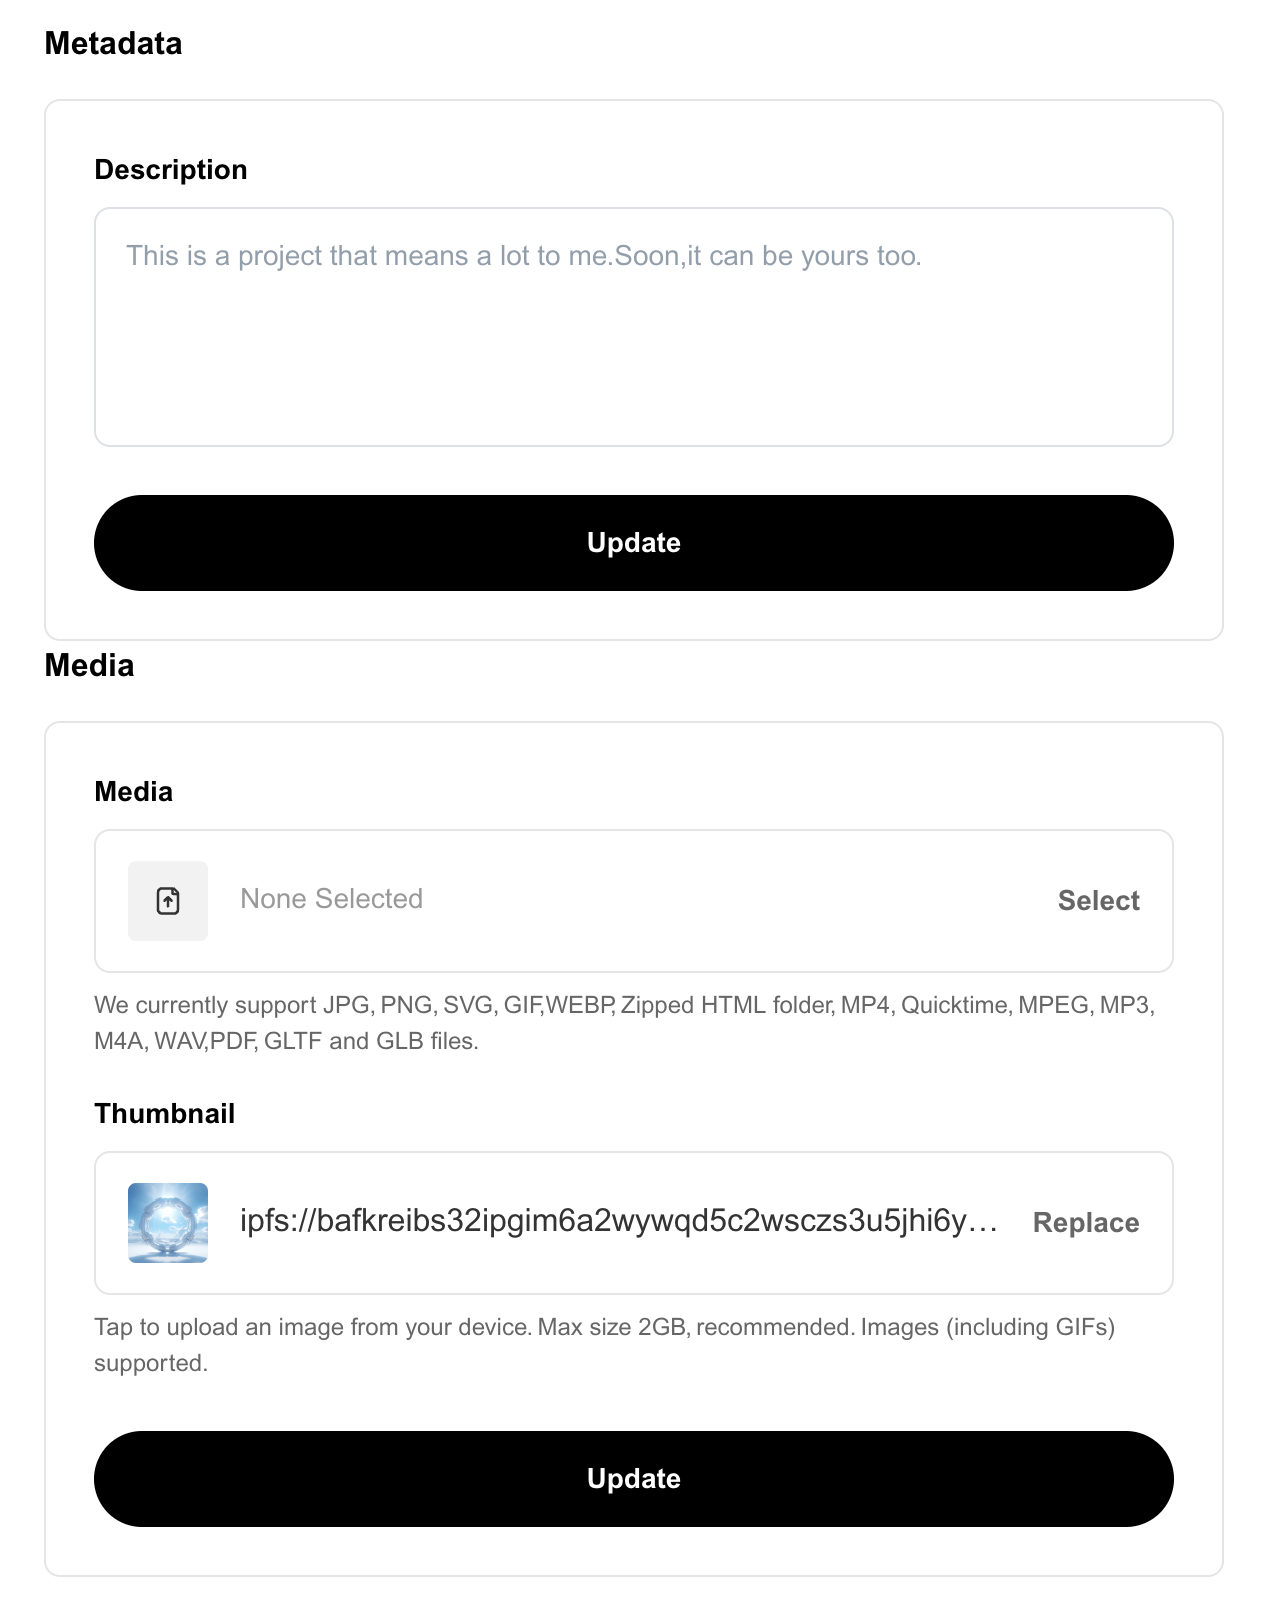 Metadata
Description
This is a project that means a lot to me.Soon,it can be yours too.
Update
Media
Media
None Selected
Select
We currently support JPG, PNG, SVG, GIF,WEBP, Zipped HTML folder, MP4, Quicktime, MPEG, MP3,
M4A, WAV,PDF, GLTF and GLB files.
Thumbnail
ipfs://bafkreibs32ipgim6a2wywqd5c2wsczs3u5jhi6y…
Replace
Tap to upload an image from your device. Max size 2GB, recommended. Images (including GIFs)
supported.
Update